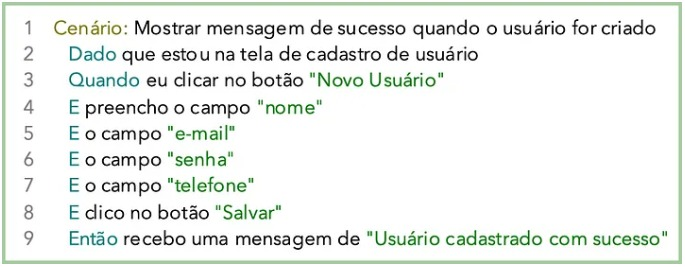 1 Cenário: Mostrar mensagem de sucesso quando o usuário for criado
2 Dado que estou na tela de cadastro de usuário
3 Quando eu clicar no botão "Novo Usuário"
4 E preencho o campo "nome"
5 E o campo "e-mail"
6 E o campo "senha"
7 E o campo "telefone"
8 E clico no botão "Salvar"
9 Então recebo uma mensagem de "Usuário cadastrado com sucesso"